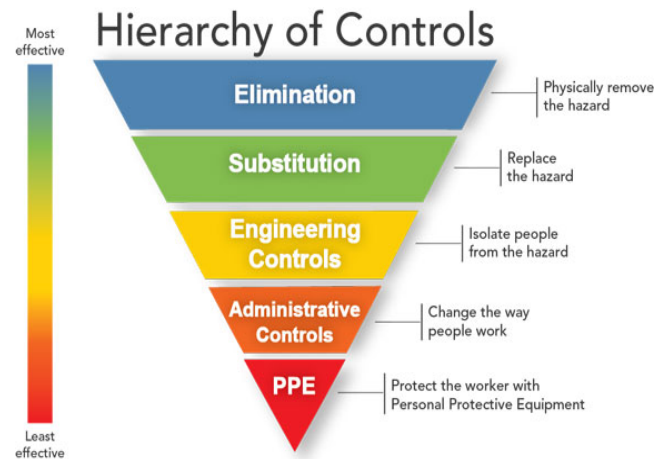 Hierarchy of Controls
Most
effective
Elimination
Physically remove
the hazard
Substitution
Replace
the hazard
Engineering
Controls
Isolate people
from the hazard
Administrative
Controls
Change the way
people work
PPE
Protect the worker with
Personal Protective Equipment
Least
effective